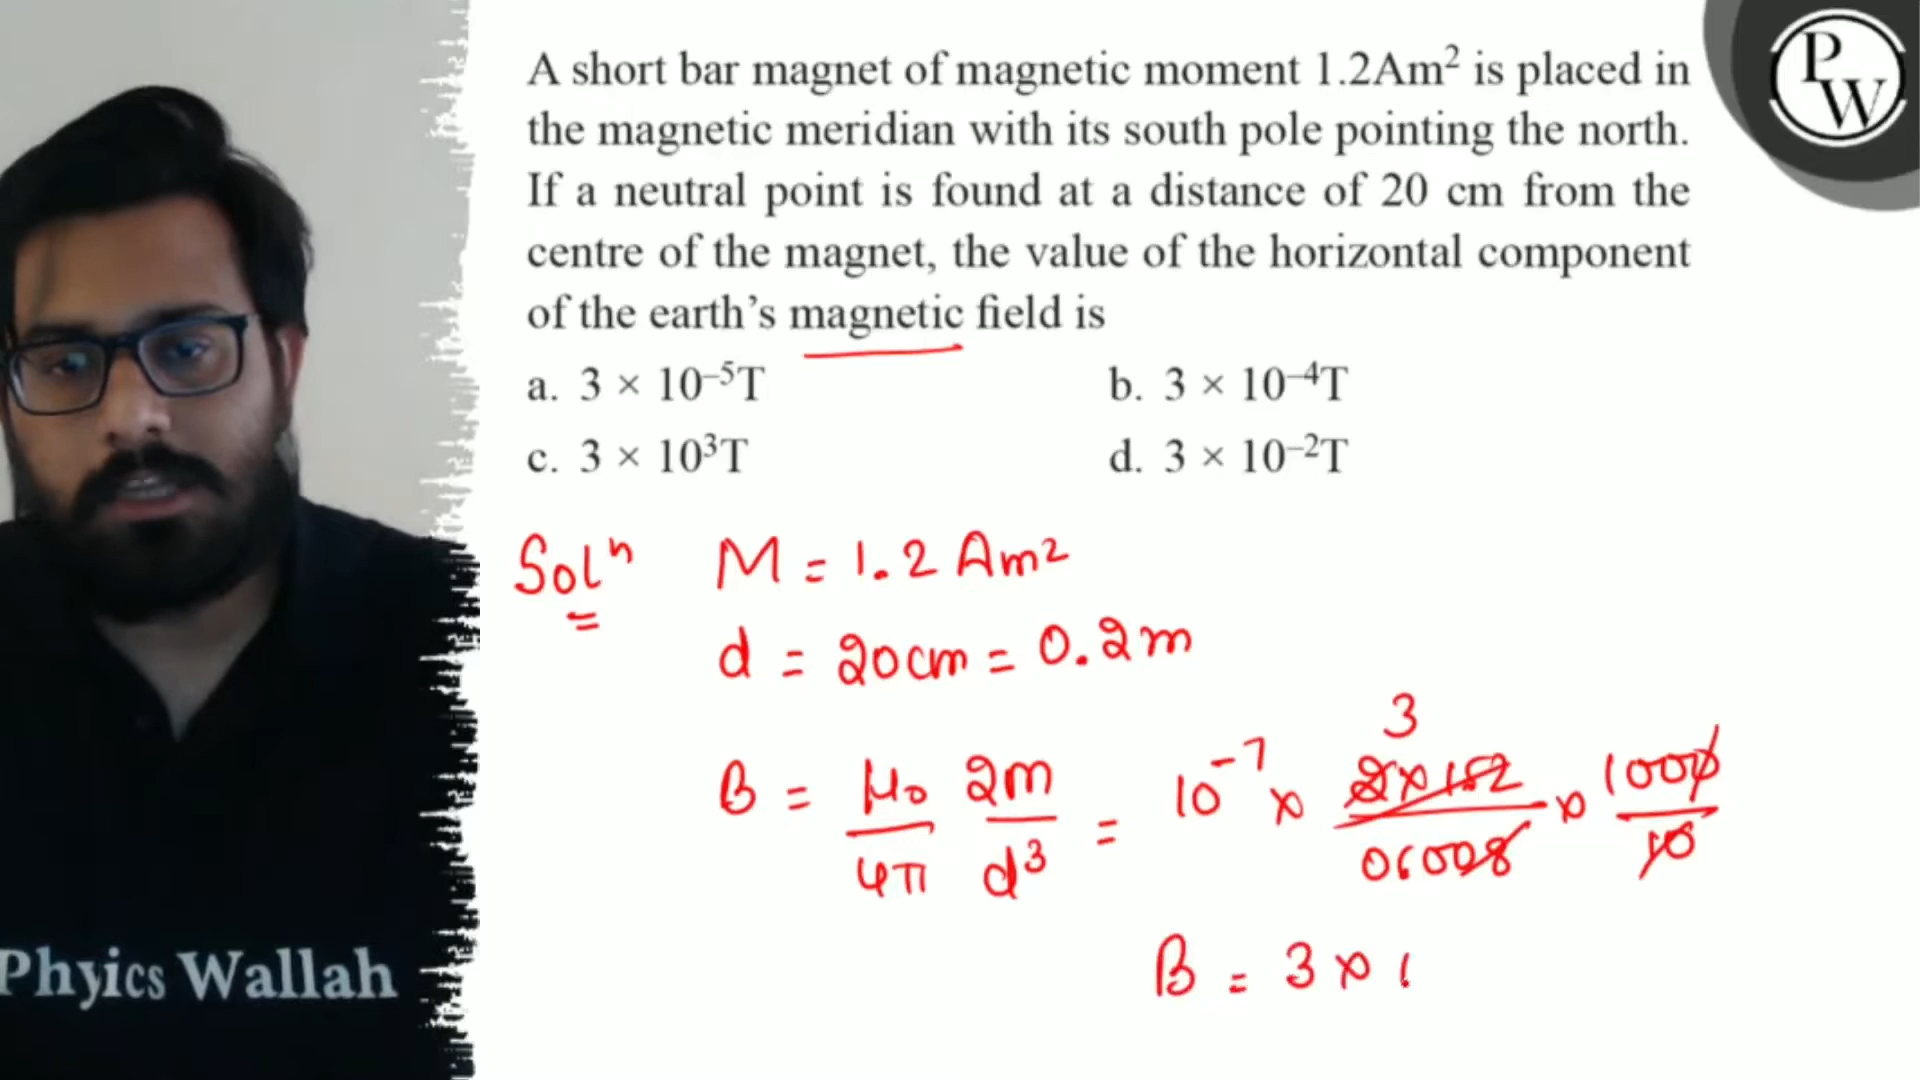 A short bar magnet of magnetic moment 1.2Am² is placed in
the magnetic meridian with its south pole pointing the north.
If a neutral point is found at a distance of 20 cm from the
centre of the magnet, the value of the horizontal component
of the earth's magnetic field is
a. 3 × 10⁻⁵T b. 3 × 10⁻⁴T
c. 3 × 10³T d. 3 × 10⁻²T
Solⁿ M = 1.2 Am²
d = 20cm = 0.2m
3
B = μ₀/4π 2m/d³ = 10⁻⁷ × 2×1.2/0.008 × 1000/10
B = 3 ×
PW
Phyics Wallah